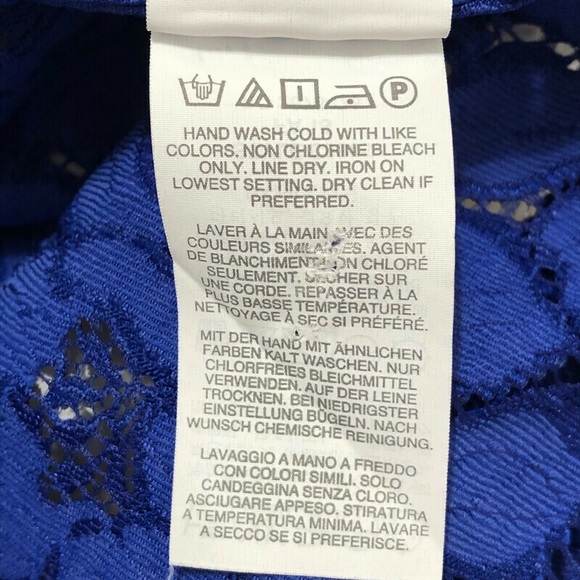 P
HAND WASH COLD WITH LIKE
COLORS. NON CHLORINE BLEACH
ONLY. LINE DRY. IRON ON
LOWEST SETTING. DRY CLEAN IF
PREFERRED.
LAVER À LA MAIN AVEC DES
COULEURS SIMILAIRES. AGENT
DE BLANCHIMENT NON CHLORÉ
SEULEMENT. SÉCHER SUR
UNE CORDE. REPASSER À LA
PLUS BASSE TEMPÉRATURE.
NETTOYAGE À SEC SI PRÉFÉRÉ.
MIT DER HAND MIT ÄHNLICHEN
FARBEN KALT WASCHEN. NUR
CHLORFREIES BLEICHMITTEL
VERWENDEN. AUF DER LEINE
TROCKNEN. BEI NIEDRIGSTER
EINSTELLUNG BÜGELN. NACH
WUNSCH CHEMISCHE REINIGUNG.
LAVAGGIO A MANO A FREDDO
CON COLORI SIMILI. SOLO
CANDEGGINA SENZA CLORO.
ASCIUGARE APPESO. STIRATURA
A TEMPERATURA MINIMA. LAVARE
A SECCO SE SI PREFERISCE.